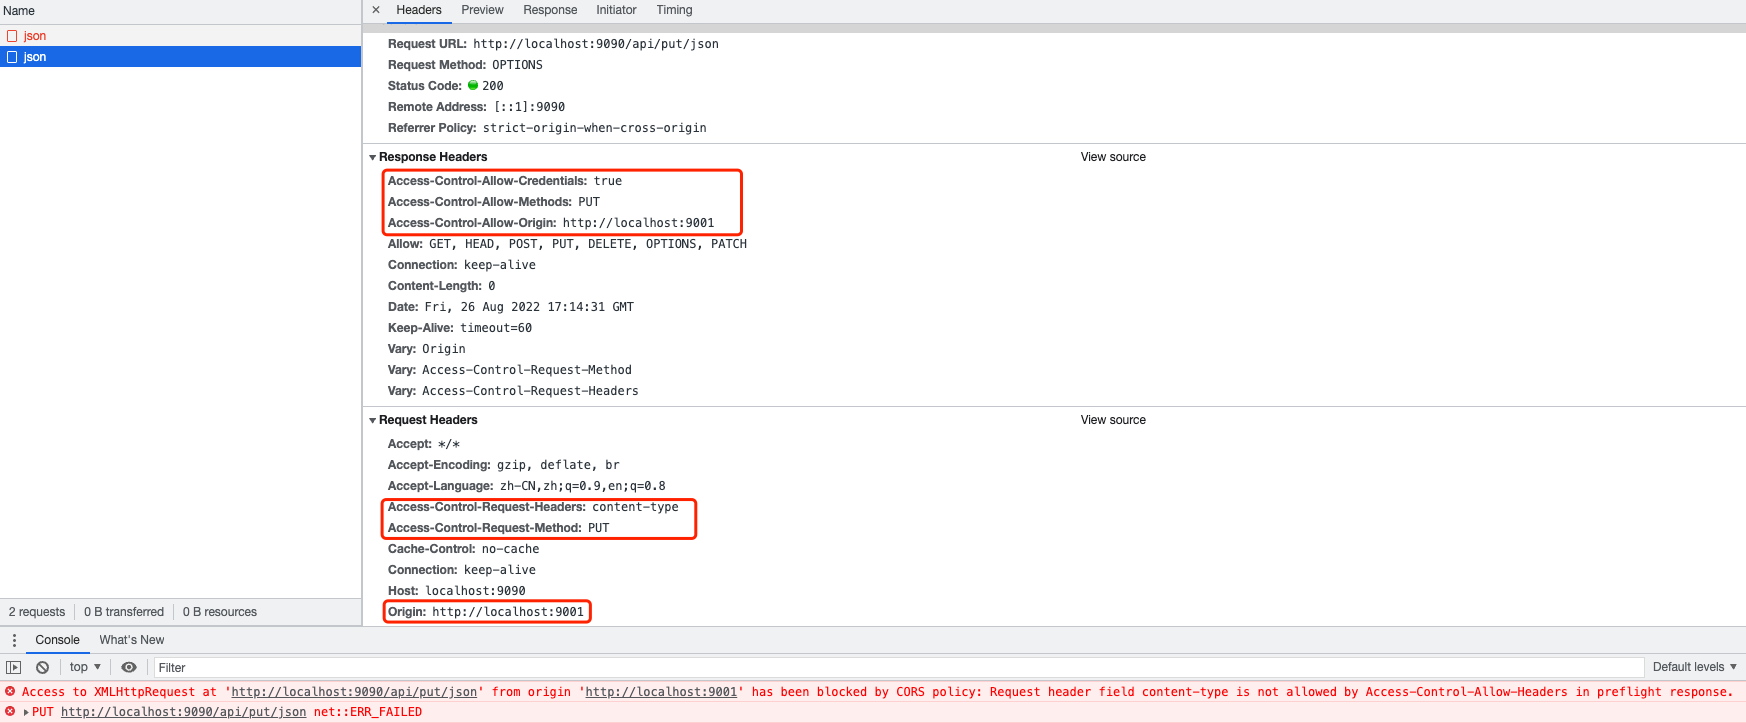 Name
json
json
× Headers Preview Response Initiator Timing
Request URL: http://localhost:9090/api/put/json
Request Method: OPTIONS
Status Code: 200
Remote Address: [::1]:9090
Referrer Policy: strict-origin-when-cross-origin
Response Headers View source
Access-Control-Allow-Credentials: true
Access-Control-Allow-Methods: PUT
Access-Control-Allow-Origin: http://localhost:9001
Allow: GET, HEAD, POST, PUT, DELETE, OPTIONS, PATCH
Connection: keep-alive
Content-Length: 0
Date: Fri, 26 Aug 2022 17:14:31 GMT
Keep-Alive: timeout=60
Vary: Origin
Vary: Access-Control-Request-Method
Vary: Access-Control-Request-Headers
Request Headers View source
Accept: */*
Accept-Encoding: gzip, deflate, br
Accept-Language: zh-CN,zh;q=0.9,en;q=0.8
Access-Control-Request-Headers: content-type
Access-Control-Request-Method: PUT
Cache-Control: no-cache
Connection: keep-alive
Host: localhost:9090
Origin: http://localhost:9001
2 requests 0 B transferred 0 B resources
Console What's New
top Filter Default levels
Access to XMLHttpRequest at 'http://localhost:9090/api/put/json' from origin 'http://localhost:9001' has been blocked by CORS policy: Request header field content-type is not allowed by Access-Control-Allow-Headers in preflight response.
PUT http://localhost:9090/api/put/json net::ERR_FAILED